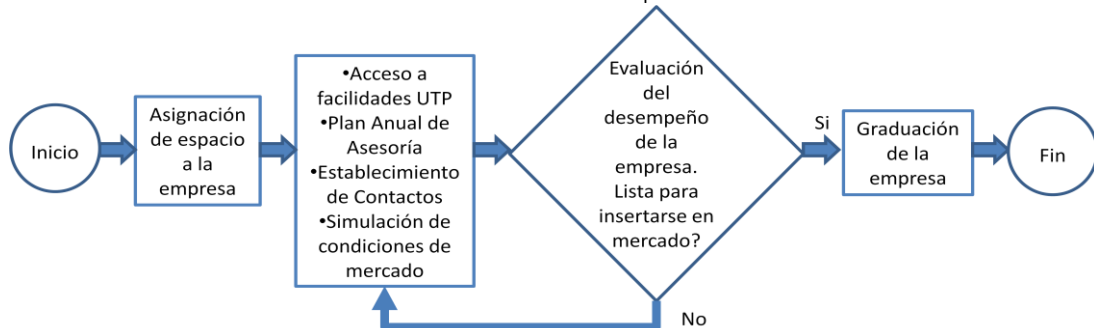 Inicio
Asignación
de espacio
a la
empresa
•Acceso a
facilidades UTP
•Plan Anual de
Asesoría
•Establecimiento
de Contactos
•Simulación de
condiciones de
mercado
Evaluación
del
desempeño
de la
empresa.
Lista para
insertarse en
mercado?
Si
Graduación
de la
empresa
Fin
No